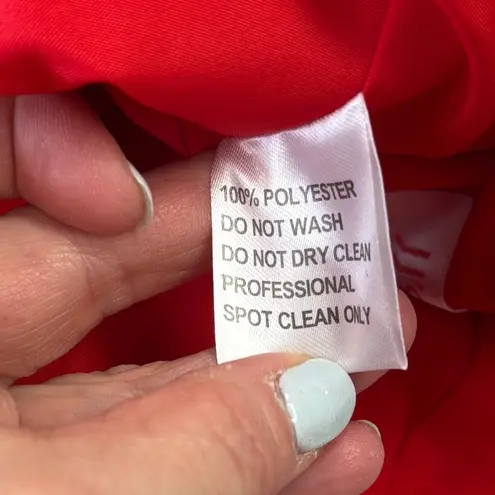 100% POLYESTER
DO NOT WASH
DO NOT DRY CLEAN
PROFESSIONAL
SPOT CLEAN ONLY